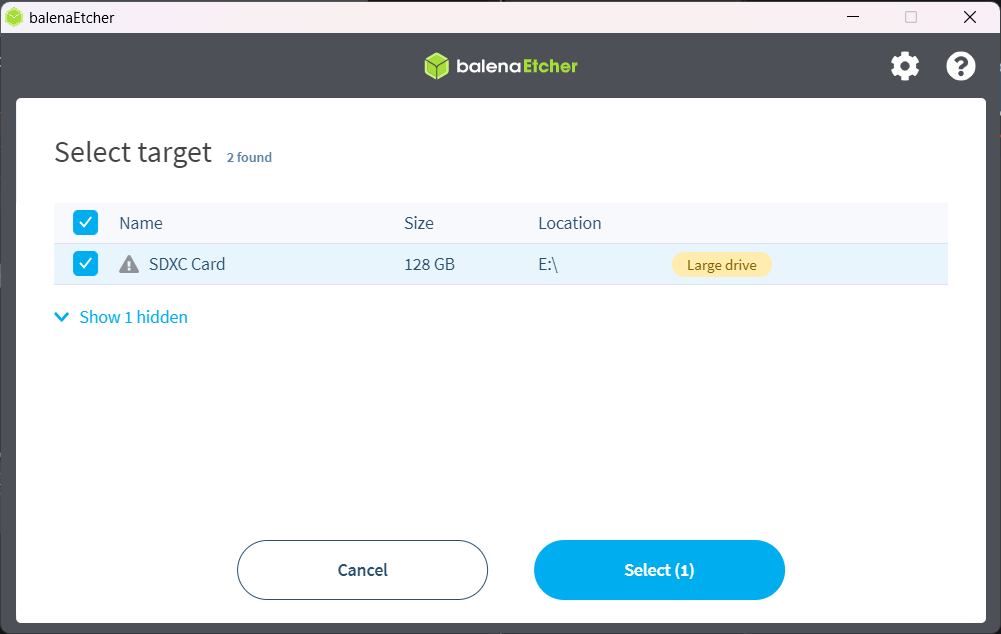 balenaEtcher
balenaEtcher
Select target 2 found
Name Size Location
SDXC Card 128 GB E:\ Large drive
Show 1 hidden
Cancel Select (1)